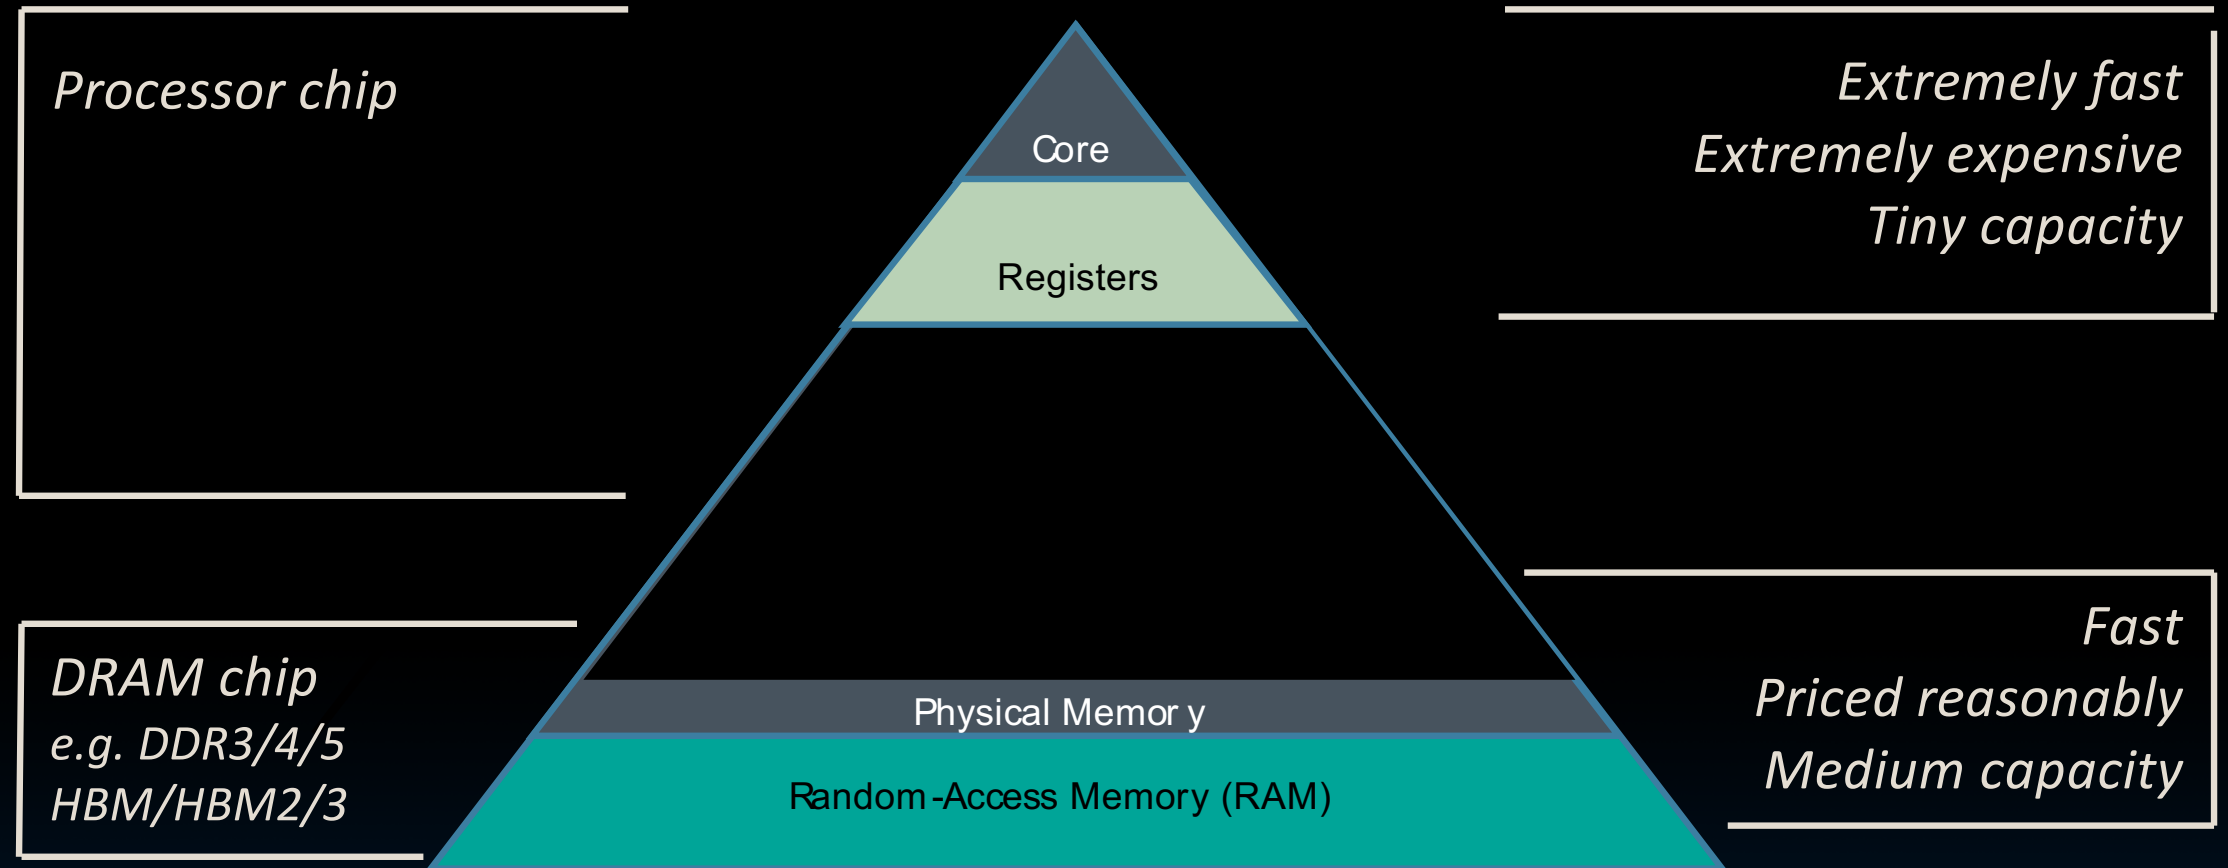 Processor chip
Core
Registers
Extremely fast
Extremely expensive
Tiny capacity
DRAM chip
e.g. DDR3/4/5
HBM/HBM2/3
Physical Memory
Random-Access Memory (RAM)
Fast
Priced reasonably
Medium capacity